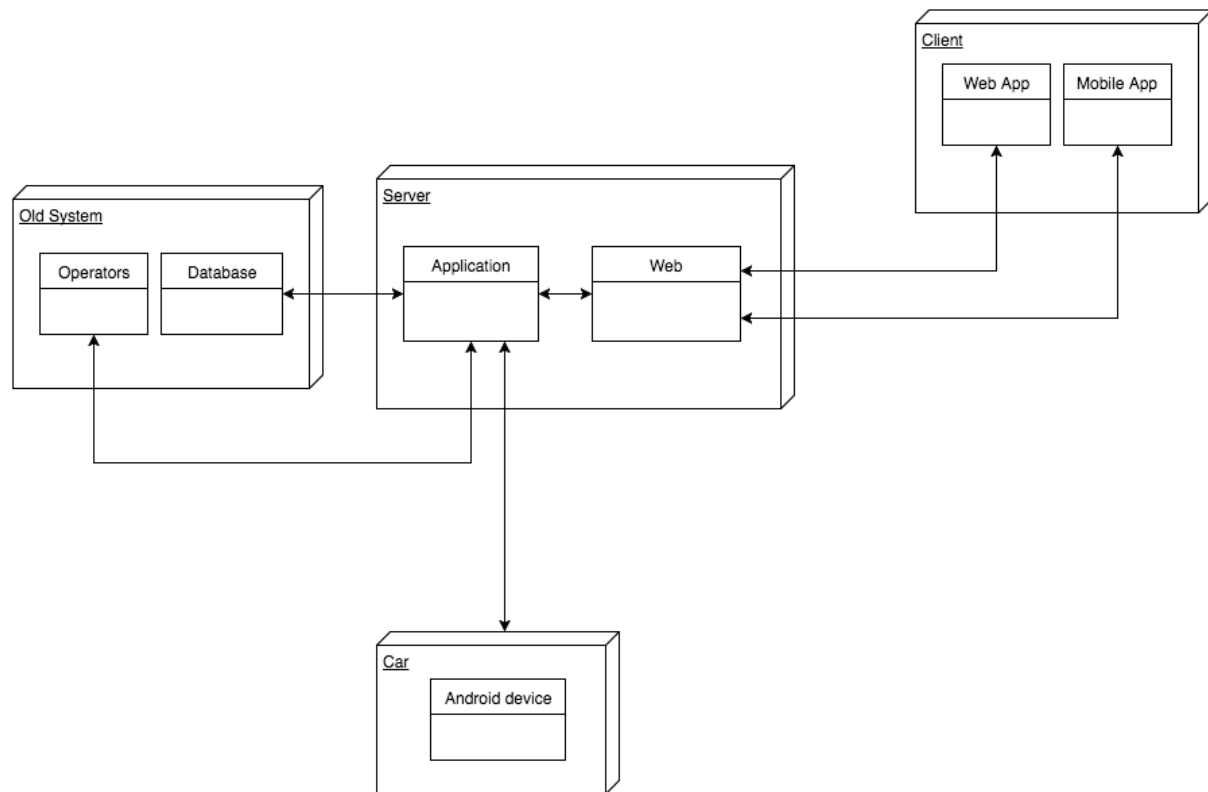 Client
Web App
Mobile App
Old System
Operators
Database
Server
Application
Web
Car
Android device